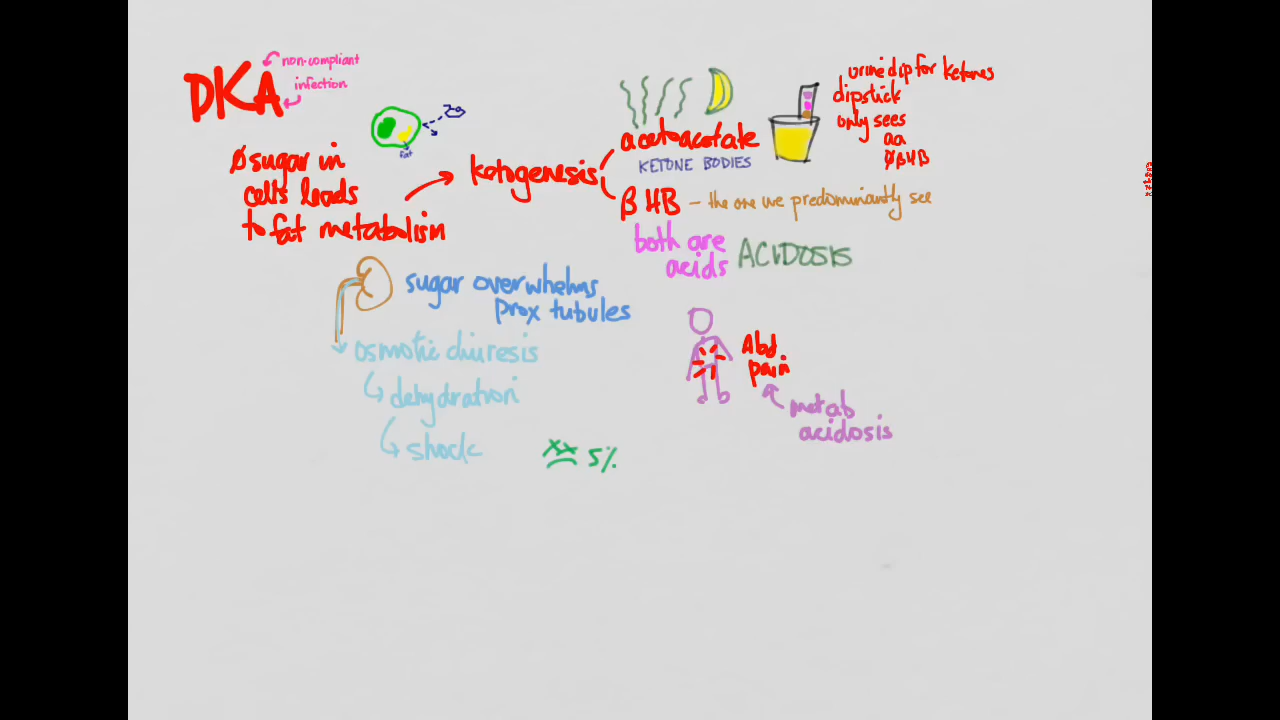 DKA
non-compliant
infection
Øsugar in
cells leads
to fat metabolism
fat
ketogenesis
acetoacetate
KETONE BODIES
βHB – the one we predominantly see
both are
acids
ACIDOSIS
urine dip for ketones
dipstick
only sees
aa
ØβHB
sugar overwhelms
prox tubules
osmotic diuresis
dehydration
shock
5%
Abd
pain
metab
acidosis